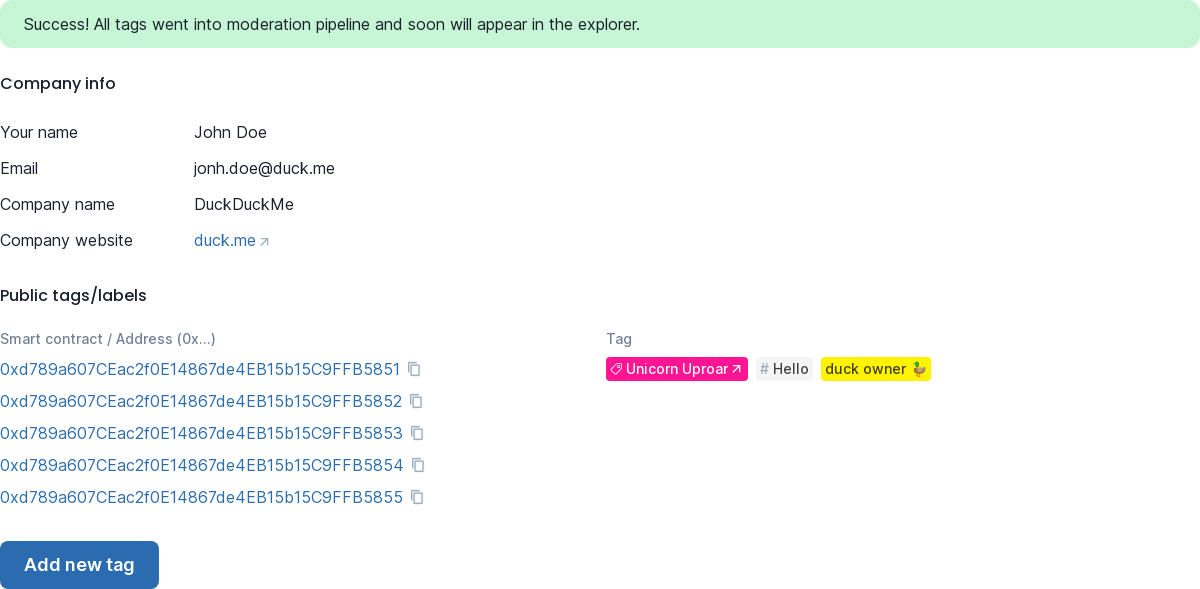 Success! All tags went into moderation pipeline and soon will appear in the explorer.
Company info
Your name John Doe
Email jonh.doe@duck.me
Company name DuckDuckMe
Company website duck.me
Public tags/labels
Smart contract / Address (0x...) Tag
0xd789a607CEac2f0E14867de4EB15b15C9FFB5851 Unicorn Uproar # Hello duck owner 🦆
0xd789a607CEac2f0E14867de4EB15b15C9FFB5852
0xd789a607CEac2f0E14867de4EB15b15C9FFB5853
0xd789a607CEac2f0E14867de4EB15b15C9FFB5854
0xd789a607CEac2f0E14867de4EB15b15C9FFB5855
Add new tag